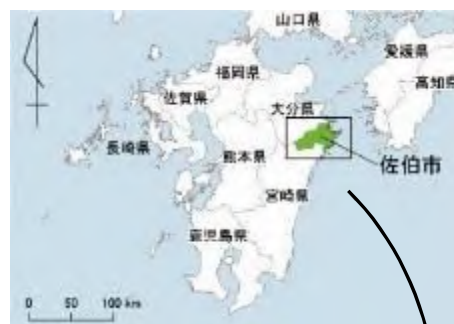 山口県
愛媛県
福岡県
高知県
佐賀県
大分県
長崎県
熊本県
佐伯市
宮崎県
鹿児島県
0 50 100 km